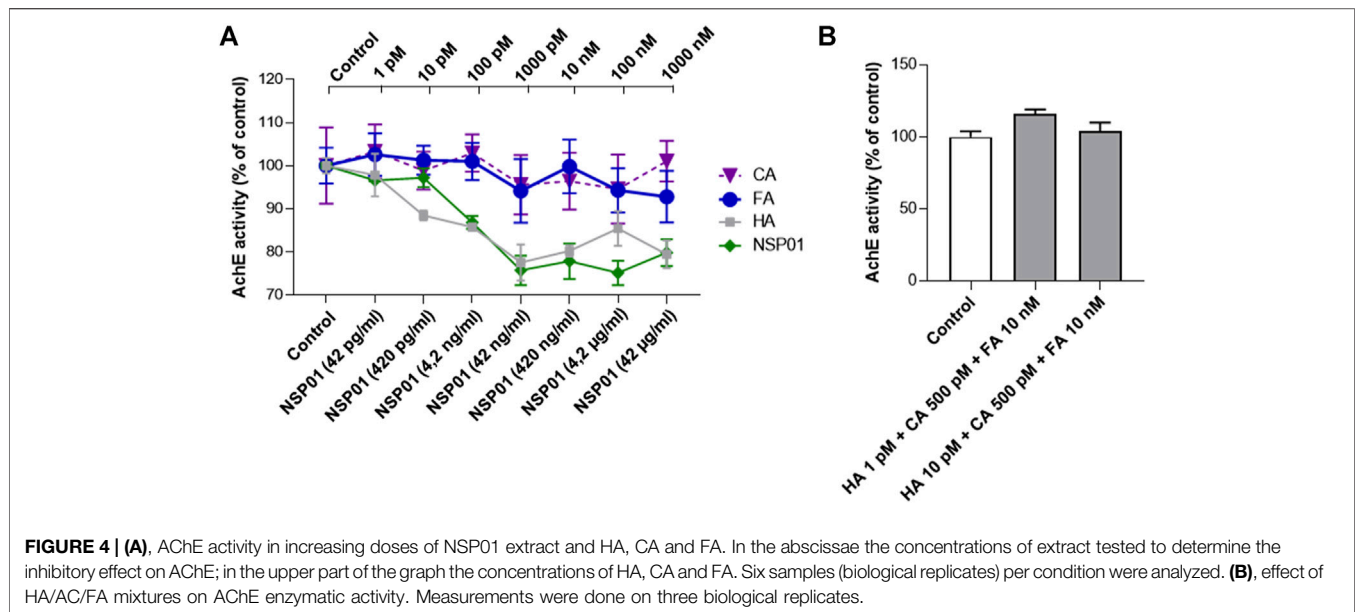 A
Control
1 pM
10 pM
100 pM
1000 pM
10 nM
100 nM
1000 nM
AchE activity (% of control)
120
110
100
90
80
70
CA
FA
HA
NSP01
Control
NSP01 (42 pg/ml)
NSP01 (420 pg/ml)
NSP01 (4,2 ng/ml)
NSP01 (42 ng/ml)
NSP01 (420 ng/ml)
NSP01 (4,2 µg/ml)
NSP01 (42 µg/ml)
B
AchE activity (% of control)
150
100
50
0
Control
HA 1 pM + CA 500 pM + FA 10 nM
HA 10 pM + CA 500 pM + FA 10 nM
FIGURE 4 | (A), AChE activity in increasing doses of NSP01 extract and HA, CA and FA. In the abscissae the concentrations of extract tested to determine the
inhibitory effect on AChE; in the upper part of the graph the concentrations of HA, CA and FA. Six samples (biological replicates) per condition were analyzed. (B), effect of
HA/AC/FA mixtures on AChE enzymatic activity. Measurements were done on three biological replicates.